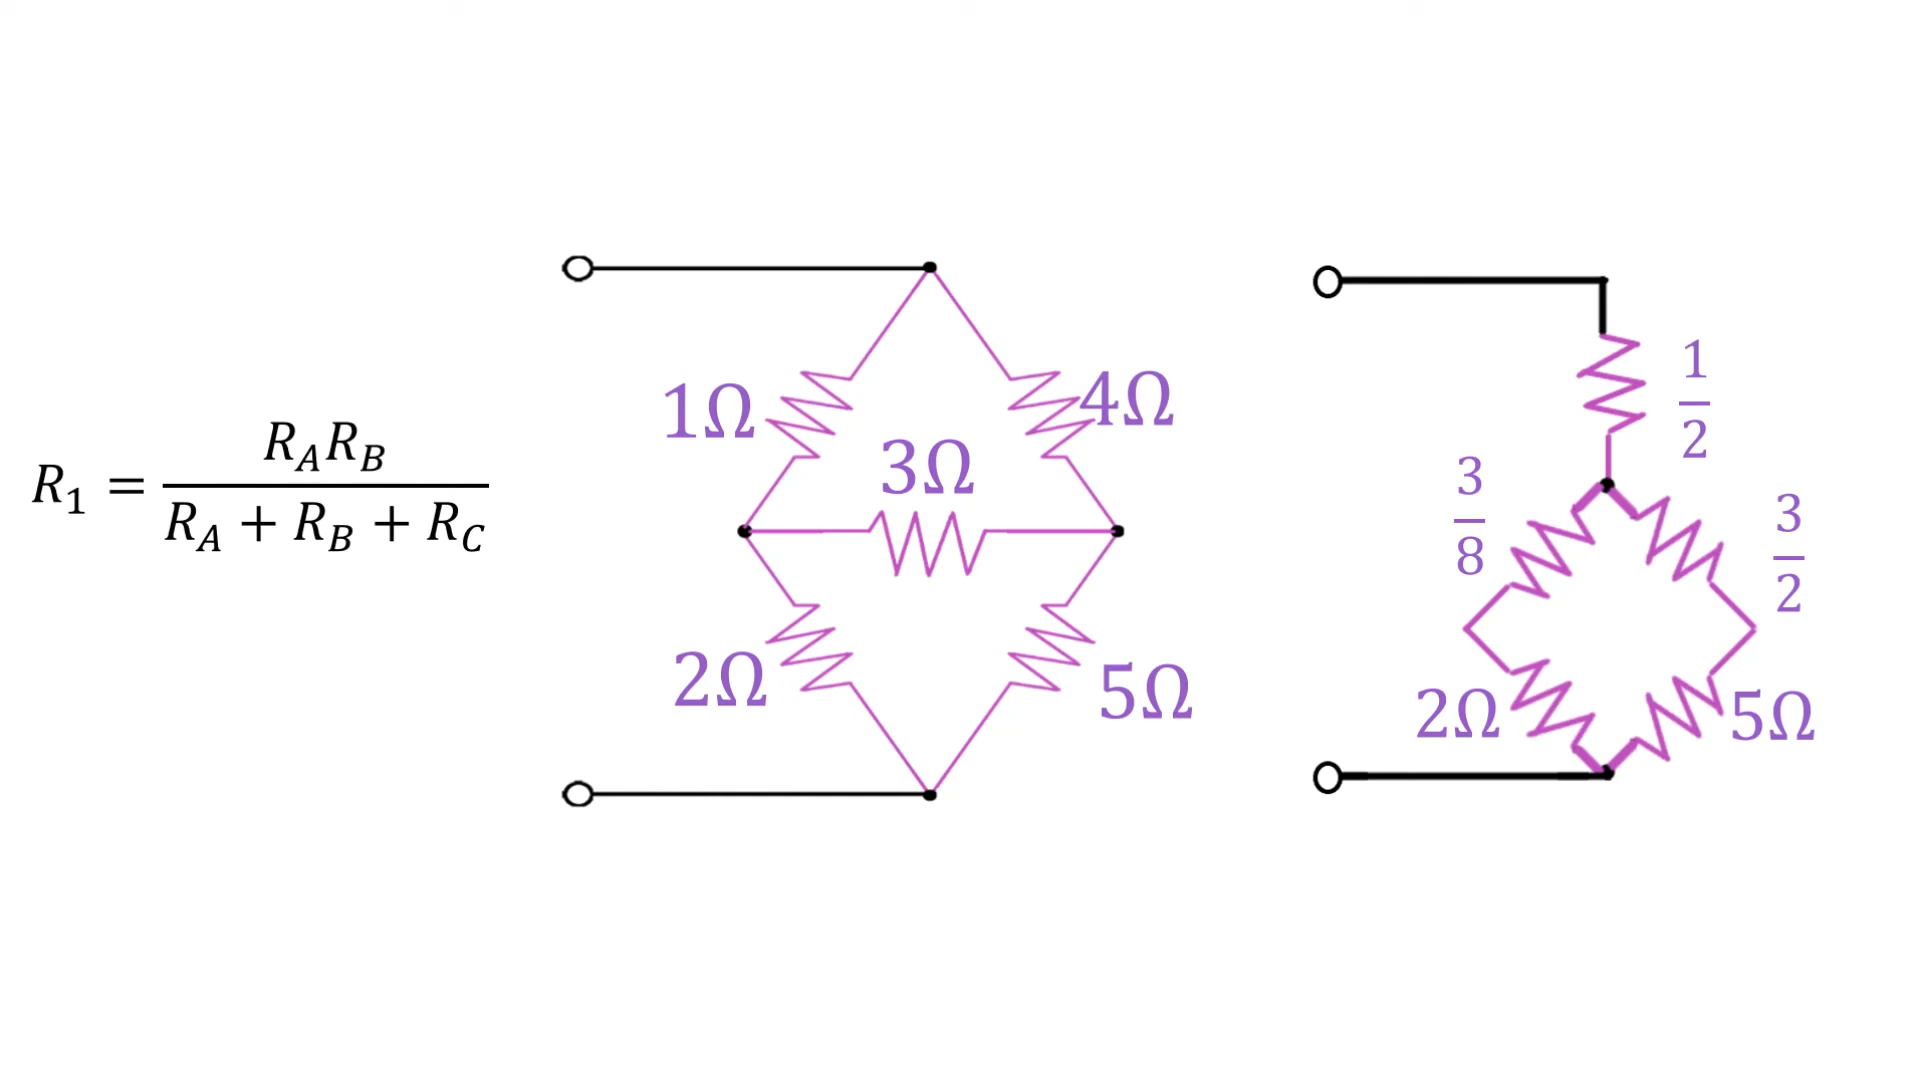 R₁ = R_A R_B / (R_A + R_B + R_C)
1Ω
4Ω
3Ω
2Ω
5Ω
1/2
3/8
3/2
2Ω
5Ω